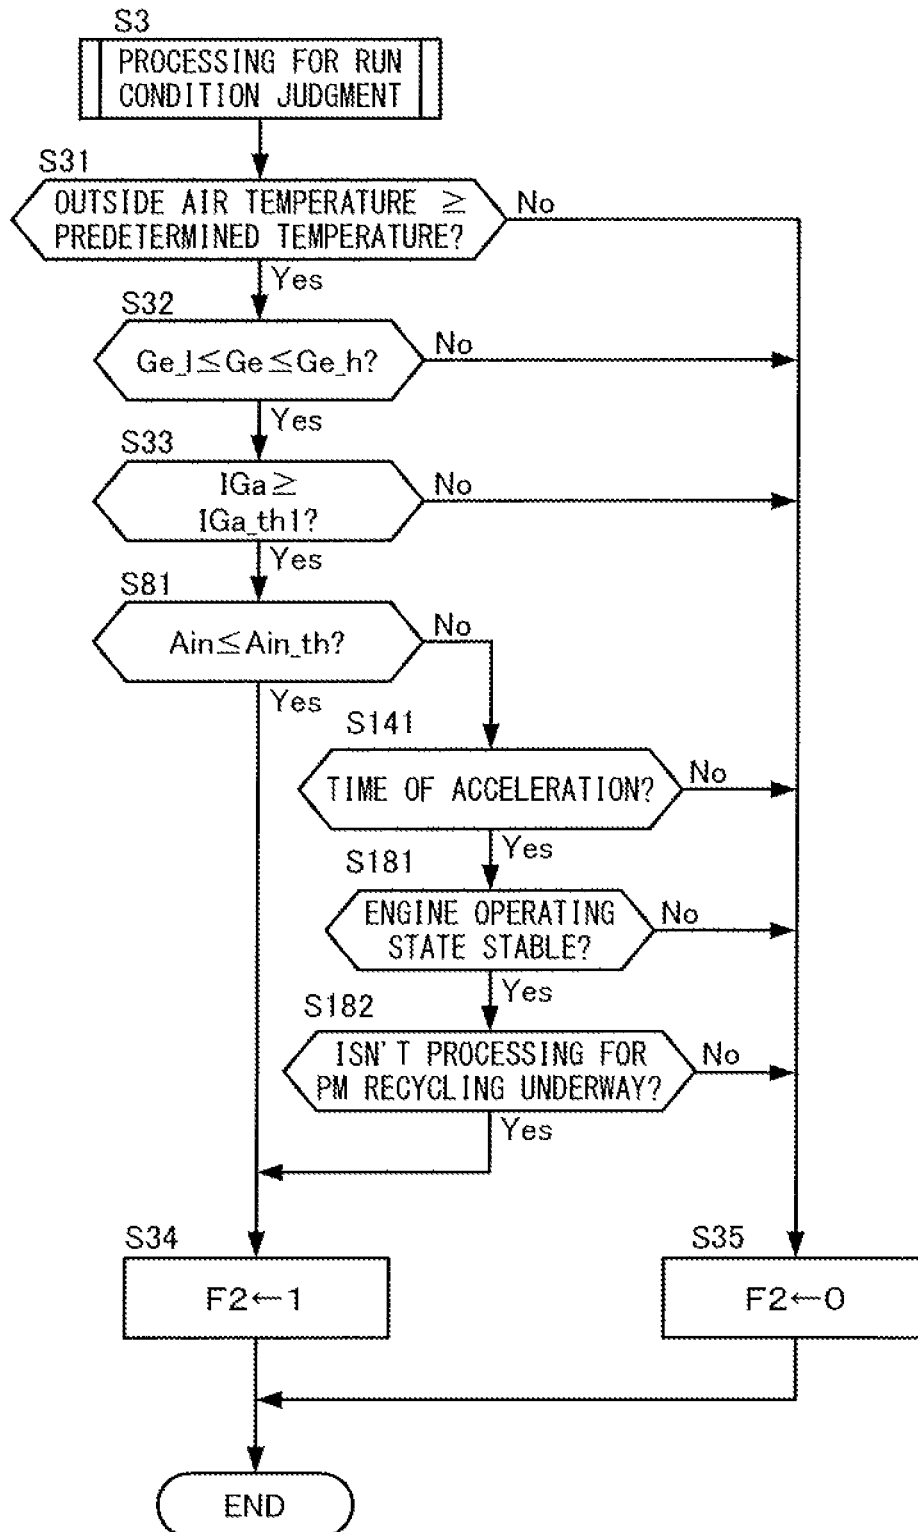 S3
PROCESSING FOR RUN
CONDITION JUDGMENT
S31
OUTSIDE AIR TEMPERATURE ≥
PREDETERMINED TEMPERATURE?
No
Yes
S32
Ge_l≤Ge≤Ge_h?
No
Yes
S33
IGa≥
IGa_th1?
No
Yes
S81
Ain≤Ain_th?
No
Yes
S141
TIME OF ACCELERATION?
No
Yes
S181
ENGINE OPERATING
STATE STABLE?
No
Yes
S182
ISN'T PROCESSING FOR
PM RECYCLING UNDERWAY?
No
Yes
S34
F2←1
S35
F2←0
END